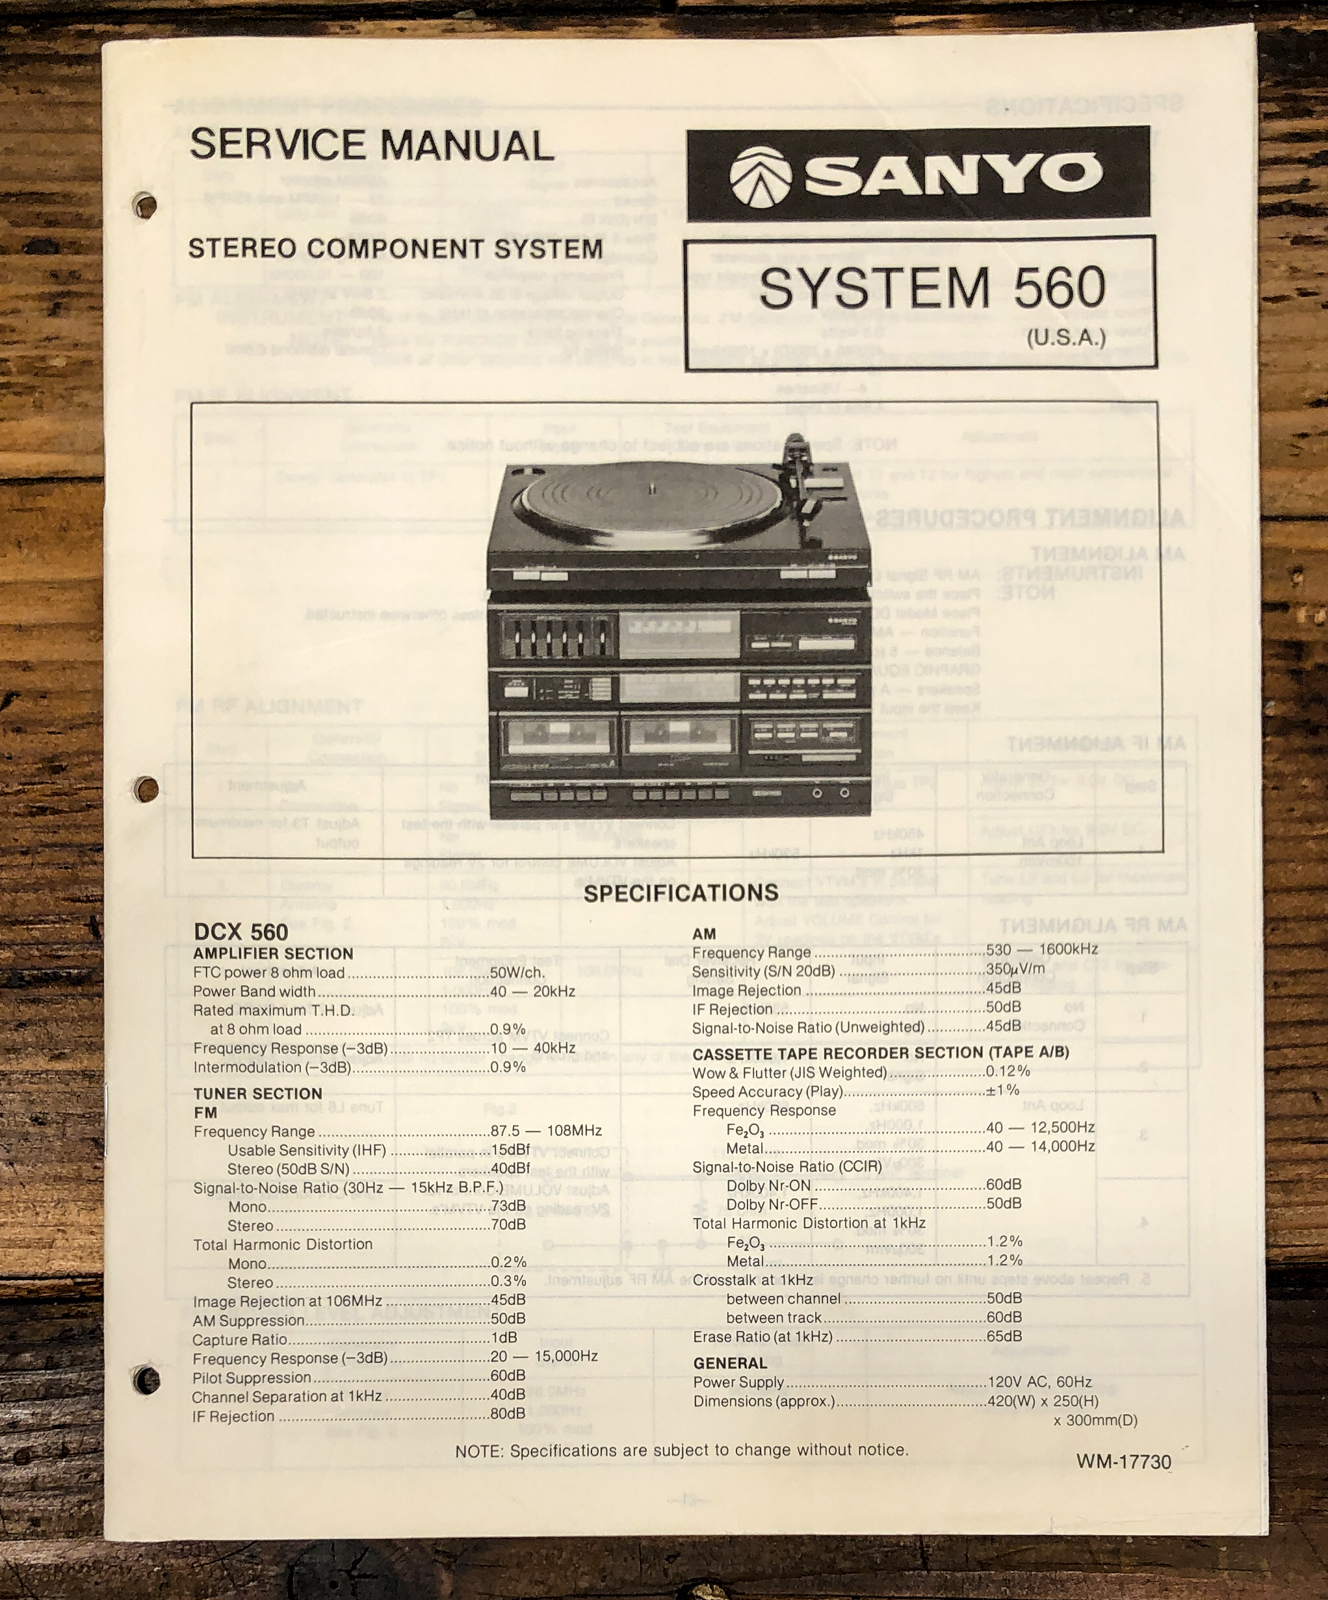 SERVICE MANUAL
SANYO
STEREO COMPONENT SYSTEM
SYSTEM 560
(U.S.A.)
SANYO
SANYO
SPECIFICATIONS
DCX 560
AMPLIFIER SECTION
FTC power 8 ohm load ........ 50W/ch.
Power Band width ........ 40 — 20kHz
Rated maximum T.H.D.
at 8 ohm load ........ 0.9%
Frequency Response (−3dB) ........ 10 — 40kHz
Intermodulation (−3dB) ........ 0.9%
TUNER SECTION
FM
Frequency Range ........ 87.5 — 108MHz
Usable Sensitivity (IHF) ........ 15dBf
Stereo (50dB S/N) ........ 40dBf
Signal-to-Noise Ratio (30Hz — 15kHz B.P.F.)
Mono ........ 73dB
Stereo ........ 70dB
Total Harmonic Distortion
Mono ........ 0.2%
Stereo ........ 0.3%
Image Rejection at 106MHz ........ 45dB
AM Suppression ........ 50dB
Capture Ratio ........ 1dB
Frequency Response (−3dB) ........ 20 — 15,000Hz
Pilot Suppression ........ 60dB
Channel Separation at 1kHz ........ 40dB
IF Rejection ........ 80dB
AM
Frequency Range ........ 530 — 1600kHz
Sensitivity (S/N 20dB) ........ 350μV/m
Image Rejection ........ 45dB
IF Rejection ........ 50dB
Signal-to-Noise Ratio (Unweighted) ........ 45dB
CASSETTE TAPE RECORDER SECTION (TAPE A/B)
Wow & Flutter (JIS Weighted) ........ 0.12%
Speed Accuracy (Play) ........ ±1%
Frequency Response
Fe₂O₃ ........ 40 — 12,500Hz
Metal ........ 40 — 14,000Hz
Signal-to-Noise Ratio (CCIR)
Dolby Nr-ON ........ 60dB
Dolby Nr-OFF ........ 50dB
Total Harmonic Distortion at 1kHz
Fe₂O₃ ........ 1.2%
Metal ........ 1.2%
Crosstalk at 1kHz
between channel ........ 50dB
between track ........ 60dB
Erase Ratio (at 1kHz) ........ 65dB
GENERAL
Power Supply ........ 120V AC, 60Hz
Dimensions (approx.) ........ 420(W) x 250(H)
x 300mm(D)
NOTE: Specifications are subject to change without notice.
WM-17730